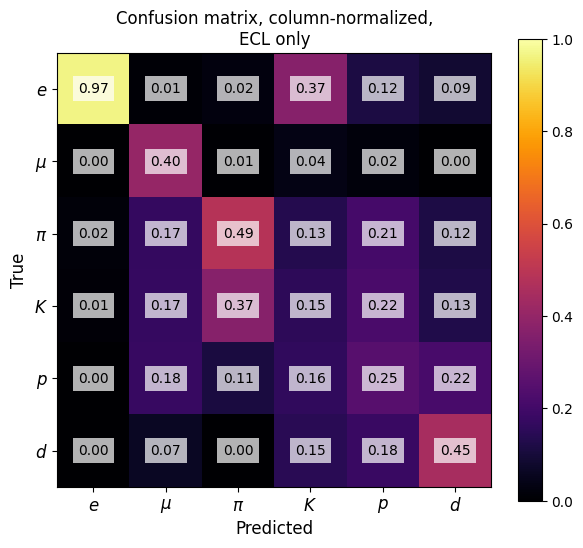 Confusion matrix, column-normalized,
ECL only
e 0.97 0.01 0.02 0.37 0.12 0.09
μ 0.00 0.40 0.01 0.04 0.02 0.00
π 0.02 0.17 0.49 0.13 0.21 0.12
K 0.01 0.17 0.37 0.15 0.22 0.13
p 0.00 0.18 0.11 0.16 0.25 0.22
d 0.00 0.07 0.00 0.15 0.18 0.45
e μ π K p d
Predicted
True
1.0
0.8
0.6
0.4
0.2
0.0